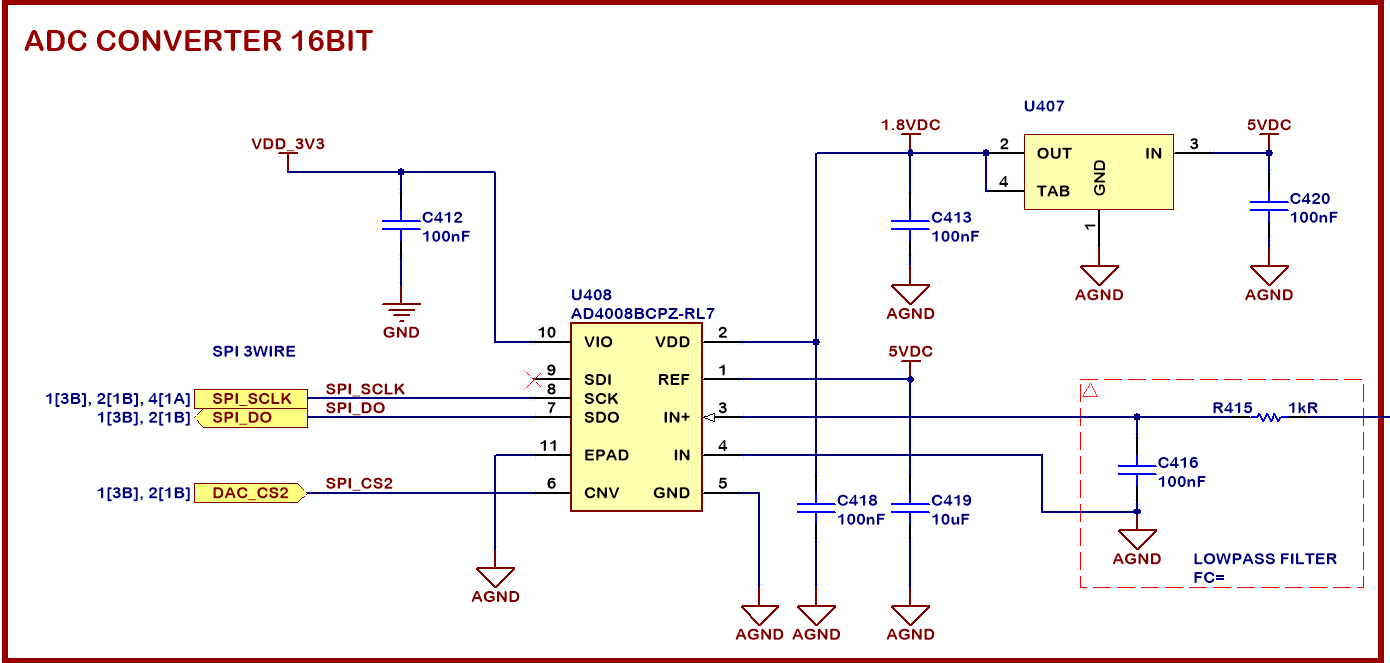 ADC CONVERTER 16BIT
U407
1.8VDC
5VDC
VDD_3V3
2
OUT
IN
3
4
TAB
GND
1
C412
100nF
C413
100nF
C420
100nF
GND
AGND
AGND
AGND
U408
AD4008BCPZ-RL7
SPI 3WIRE
10
VIO
VDD
2
5VDC
9
SDI
REF
1
1[3B], 2[1B], 4[1A]
SPI_SCLK
SPI_SCLK
8
SCK
1[3B], 2[1B]
SPI_DO
SPI_DO
7
SDO
IN+
3
R415
1kR
11
EPAD
IN
4
C416
100nF
1[3B], 2[1B]
DAC_CS2
SPI_CS2
6
CNV
GND
5
C418
100nF
C419
10uF
AGND
LOWPASS FILTER
FC=
AGND
AGND
AGND
AGND